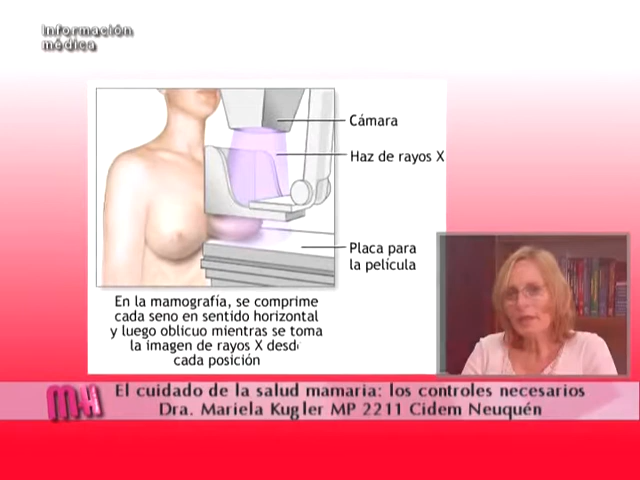 Información
médica
Cámara
Haz de rayos X
Placa para
la película
En la mamografía, se comprime
cada seno en sentido horizontal
y luego oblicuo mientras se toma
la imagen de rayos X desd
cada posición
El cuidado de la salud mamaria: los controles necesarios
M+H Dra. Mariela Kugler MP 2211 Cidem Neuquén